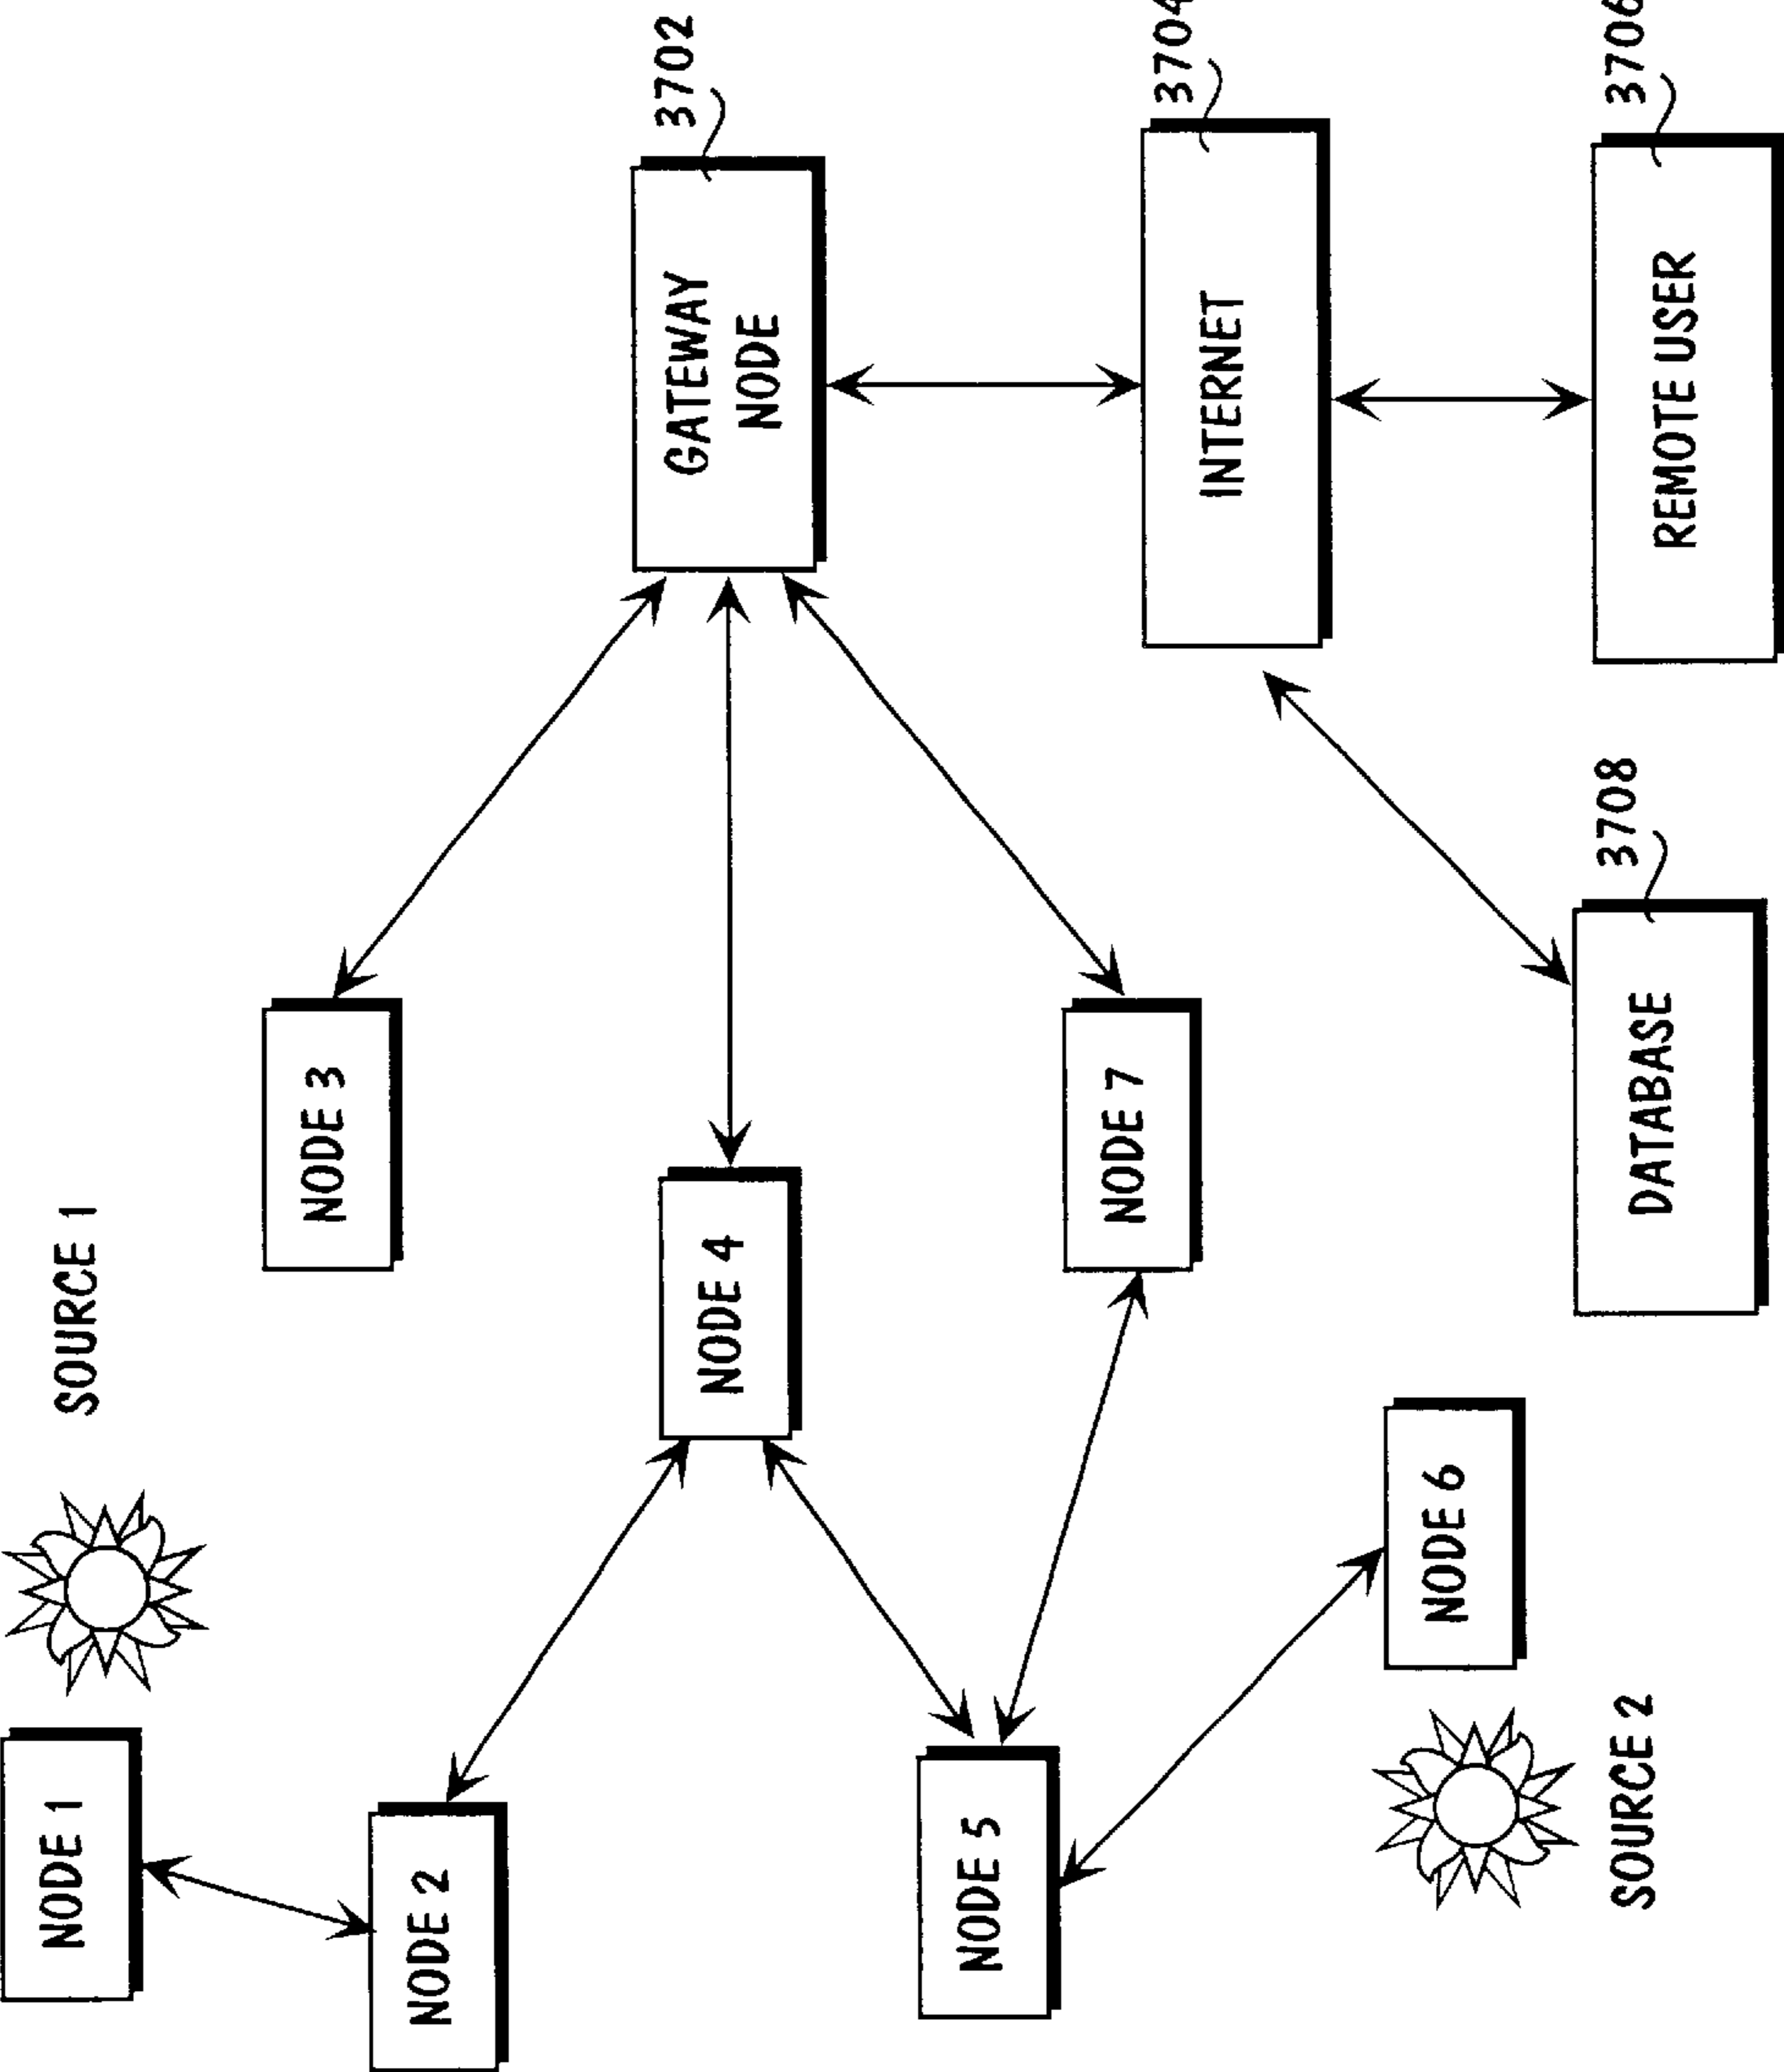 NODE 1
SOURCE 1
NODE 3
NODE 2
3702
GATEWAY
NODE
NODE 4
NODE 5
NODE 7
3704
INTERNET
NODE 6
SOURCE 2
3708
DATABASE
3706
REMOTE USER